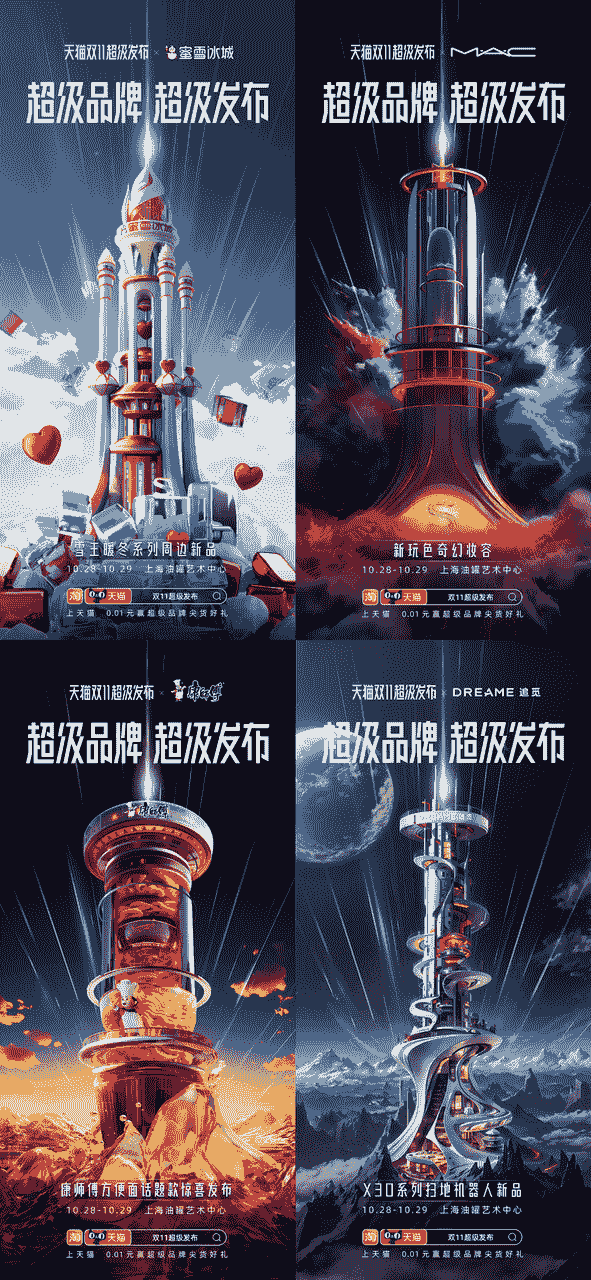 天猫双11超级发布 × 蜜雪冰城
超级品牌 超级发布
雪王暖冬系列周边新品
10.28-10.29 上海油罐艺术中心
淘 天猫 双11超级发布
上天猫 0.01元赢超级品牌尖货好礼
天猫双11超级发布 × MAC
超级品牌 超级发布
新玩色奇幻妆容
10.28-10.29 上海油罐艺术中心
淘 天猫 双11超级发布
上天猫 0.01元赢超级品牌尖货好礼
天猫双11超级发布 × 康师傅
超级品牌 超级发布
康师傅
康师傅方便面话题款惊喜发布
10.28-10.29 上海油罐艺术中心
淘 天猫 双11超级发布
上天猫 0.01元赢超级品牌尖货好礼
天猫双11超级发布 × DREAME 追觅
超级品牌 超级发布
X30系列扫地机器人新品
10.28-10.29 上海油罐艺术中心
淘 天猫 双11超级发布
上天猫 0.01元赢超级品牌尖货好礼